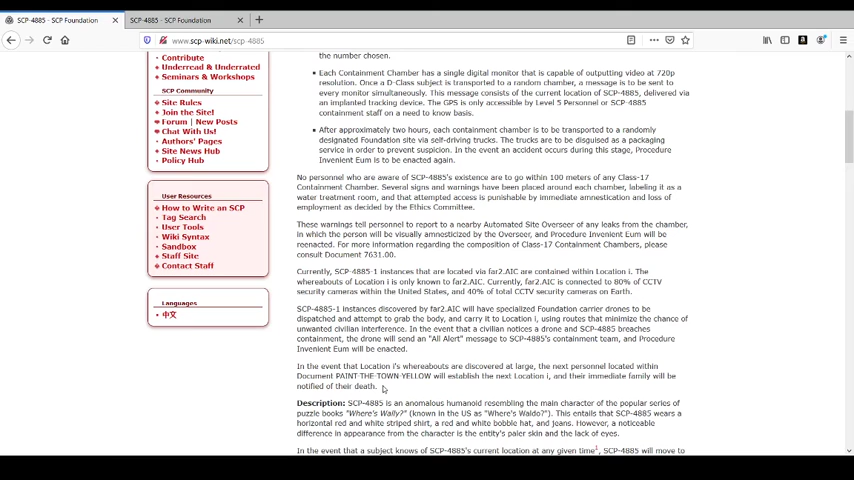 SCP-4885 - SCP Foundation
SCP-4885 - SCP Foundation
www.scp-wiki.net/scp-4885
Contribute
Underread & Underrated
Seminars & Workshops
SCP Community
Site Rules
Join the Site!
Forum | New Posts
Chat With Us!
Authors' Pages
Site News Hub
Policy Hub
User Resources
How to Write an SCP
Tag Search
User Tools
Wiki Syntax
Sandbox
Staff Site
Contact Staff
Languages
中文
the number chosen.
Each Containment Chamber has a single digital monitor that is capable of outputting video at 720p
resolution. Once a D-Class subject is transported to a random chamber, a message is to be sent to
every monitor simultaneously. This message consists of the current location of SCP-4885, delivered via
an implanted tracking device. The GPS is only accessible by Level 5 Personnel or SCP-4885
containment staff on a need to know basis.
After approximately two hours, each containment chamber is to be transported to a randomly
designated Foundation site via self-driving trucks. The trucks are to be disguised as a packaging
service in order to prevent suspicion. In the event an accident occurs during this stage, Procedure
Invenient Eum is to be enacted again.
No personnel who are aware of SCP-4885's existence are to go within 100 meters of any Class-17
Containment Chamber. Several signs and warnings have been placed around each chamber, labeling it as a
water treatment room, and that attempted access is punishable by immediate amnestization and loss of
employment as decided by the Ethics Committee.
These warnings tell personnel to report to a nearby Automated Site Overseer of any leaks from the chamber,
in which the person will be visually amnesticized by the Overseer, and Procedure Invenient Eum will be
reenacted. For more information regarding the composition of Class-17 Containment Chambers, please
consult Document 7631.00.
Currently, SCP-4885-1 instances that are located via far2.AIC are contained within Location i. The
whereabouts of Location i is only known to far2.AIC. Currently, far2.AIC is connected to 80% of CCTV
security cameras within the United States, and 40% of total CCTV security cameras on Earth.
SCP-4885-1 instances discovered by far2.AIC will have specialized Foundation carrier drones to be
dispatched and attempt to grab the body, and carry it to Location i, using routes that minimize the chance of
unwanted civilian interference. In the event that a civilian notices a drone and SCP-4885 breaches
containment, the drone will send an "All Alert" message to SCP-4885's containment team, and Procedure
Invenient Eum will be enacted.
In the event that Location i's whereabouts are discovered at large, the next personnel located within
Document PAINT-THE-TOWN-YELLOW will establish the next Location i, and their immediate family will be
notified of their death.
Description: SCP-4885 is an anomalous humanoid resembling the main character of the popular series of
puzzle books "Where's Wally?" (known in the US as "Where's Waldo?"). This entails that SCP-4885 wears a
horizontal red and white striped shirt, a red and white bobble hat, and jeans. However, a noticeable
difference in appearance from the character is the entity's paler skin and the lack of eyes.
In the event that a subject knows of SCP-4885's current location at any given time1, SCP-4885 will move to